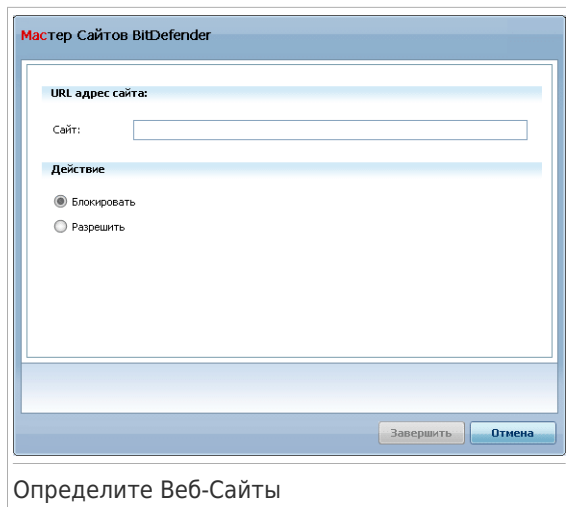 Мастер Сайтов BitDefender
URL адрес сайта:
Сайт:
Действие
Блокировать
Разрешить
Завершить
Отмена
Определите Веб-Сайты